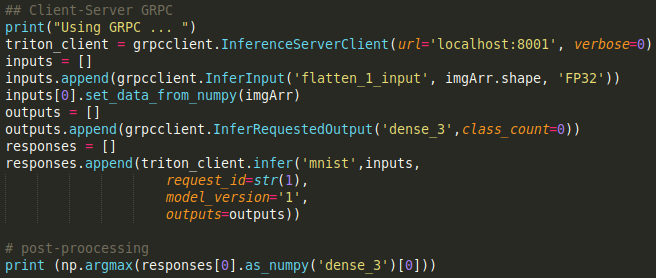 ## Client-Server GRPC
print("Using GRPC ... ")
triton_client = grpcclient.InferenceServerClient(url='localhost:8001', verbose=0)
inputs = []
inputs.append(grpcclient.InferInput('flatten_1_input', imgArr.shape, 'FP32'))
inputs[0].set_data_from_numpy(imgArr)
outputs = []
outputs.append(grpcclient.InferRequestedOutput('dense_3',class_count=0))
responses = []
responses.append(triton_client.infer('mnist',inputs,
request_id=str(1),
model_version='1',
outputs=outputs))
# post-proocessing
print (np.argmax(responses[0].as_numpy('dense_3')[0]))